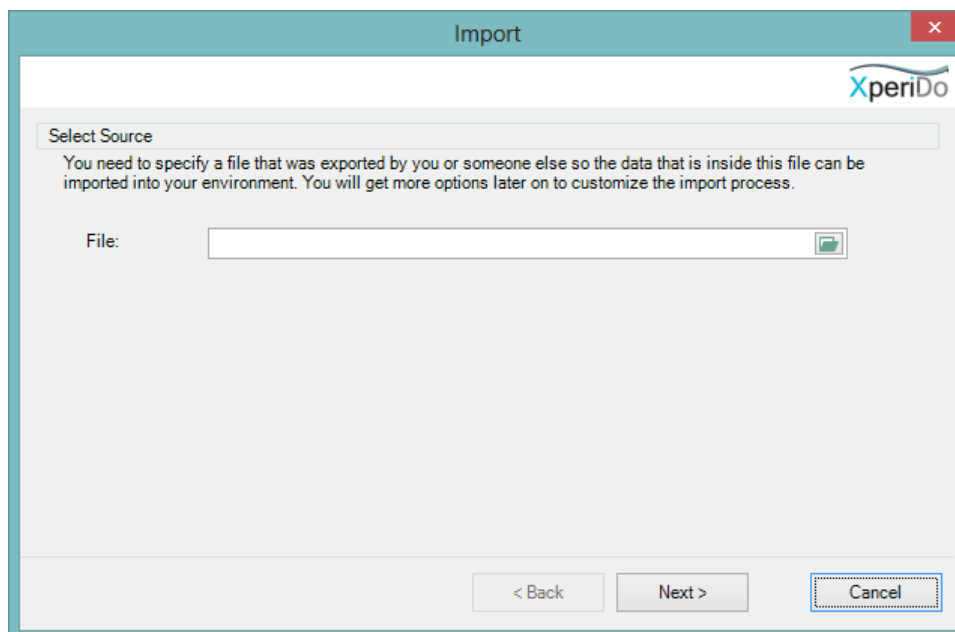 Import
XperiDo
Select Source
You need to specify a file that was exported by you or someone else so the data that is inside this file can be
imported into your environment. You will get more options later on to customize the import process.
File:
< Back
Next >
Cancel